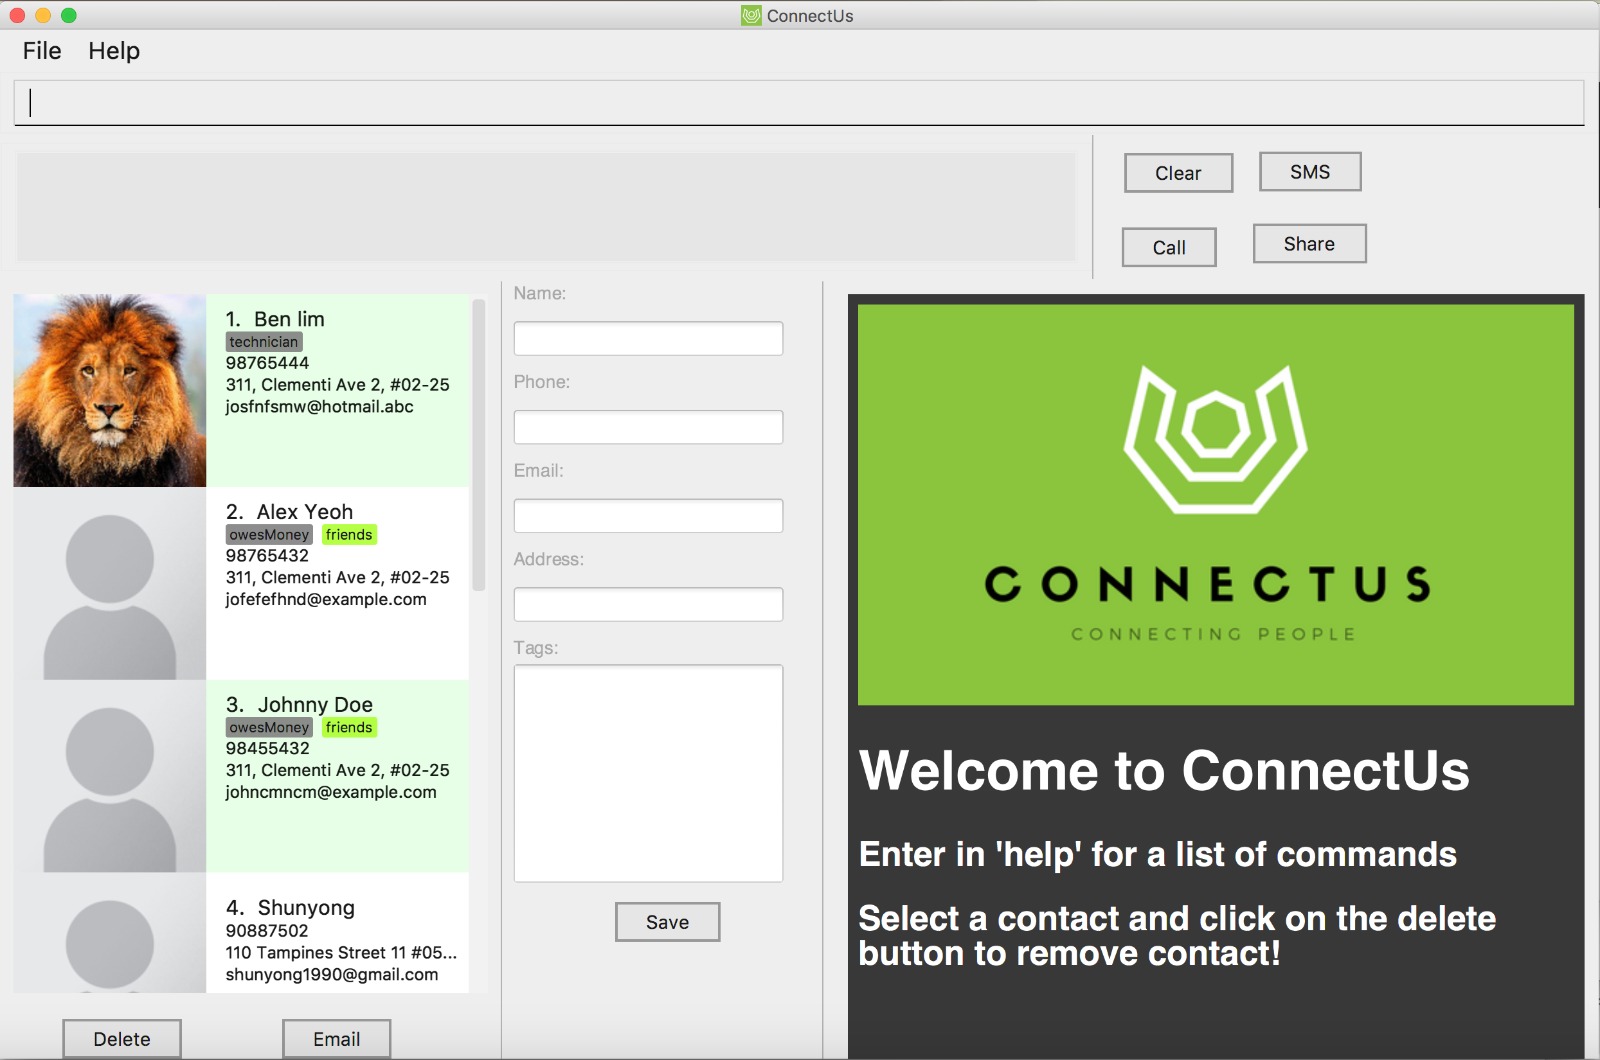 ConnectUs
File Help
Clear
SMS
Call
Share
1. Ben lim
technician
98765444
311, Clementi Ave 2, #02-25
josfnfsmw@hotmail.abc
2. Alex Yeoh
owesMoney friends
98765432
311, Clementi Ave 2, #02-25
jofefefhnd@example.com
3. Johnny Doe
owesMoney friends
98455432
311, Clementi Ave 2, #02-25
johncmncm@example.com
4. Shunyong
90887502
110 Tampines Street 11 #05...
shunyong1990@gmail.com
Delete
Email
Name:
Phone:
Email:
Address:
Tags:
Save
CONNECTUS
CONNECTING PEOPLE
Welcome to ConnectUs
Enter in 'help' for a list of commands
Select a contact and click on the delete
button to remove contact!